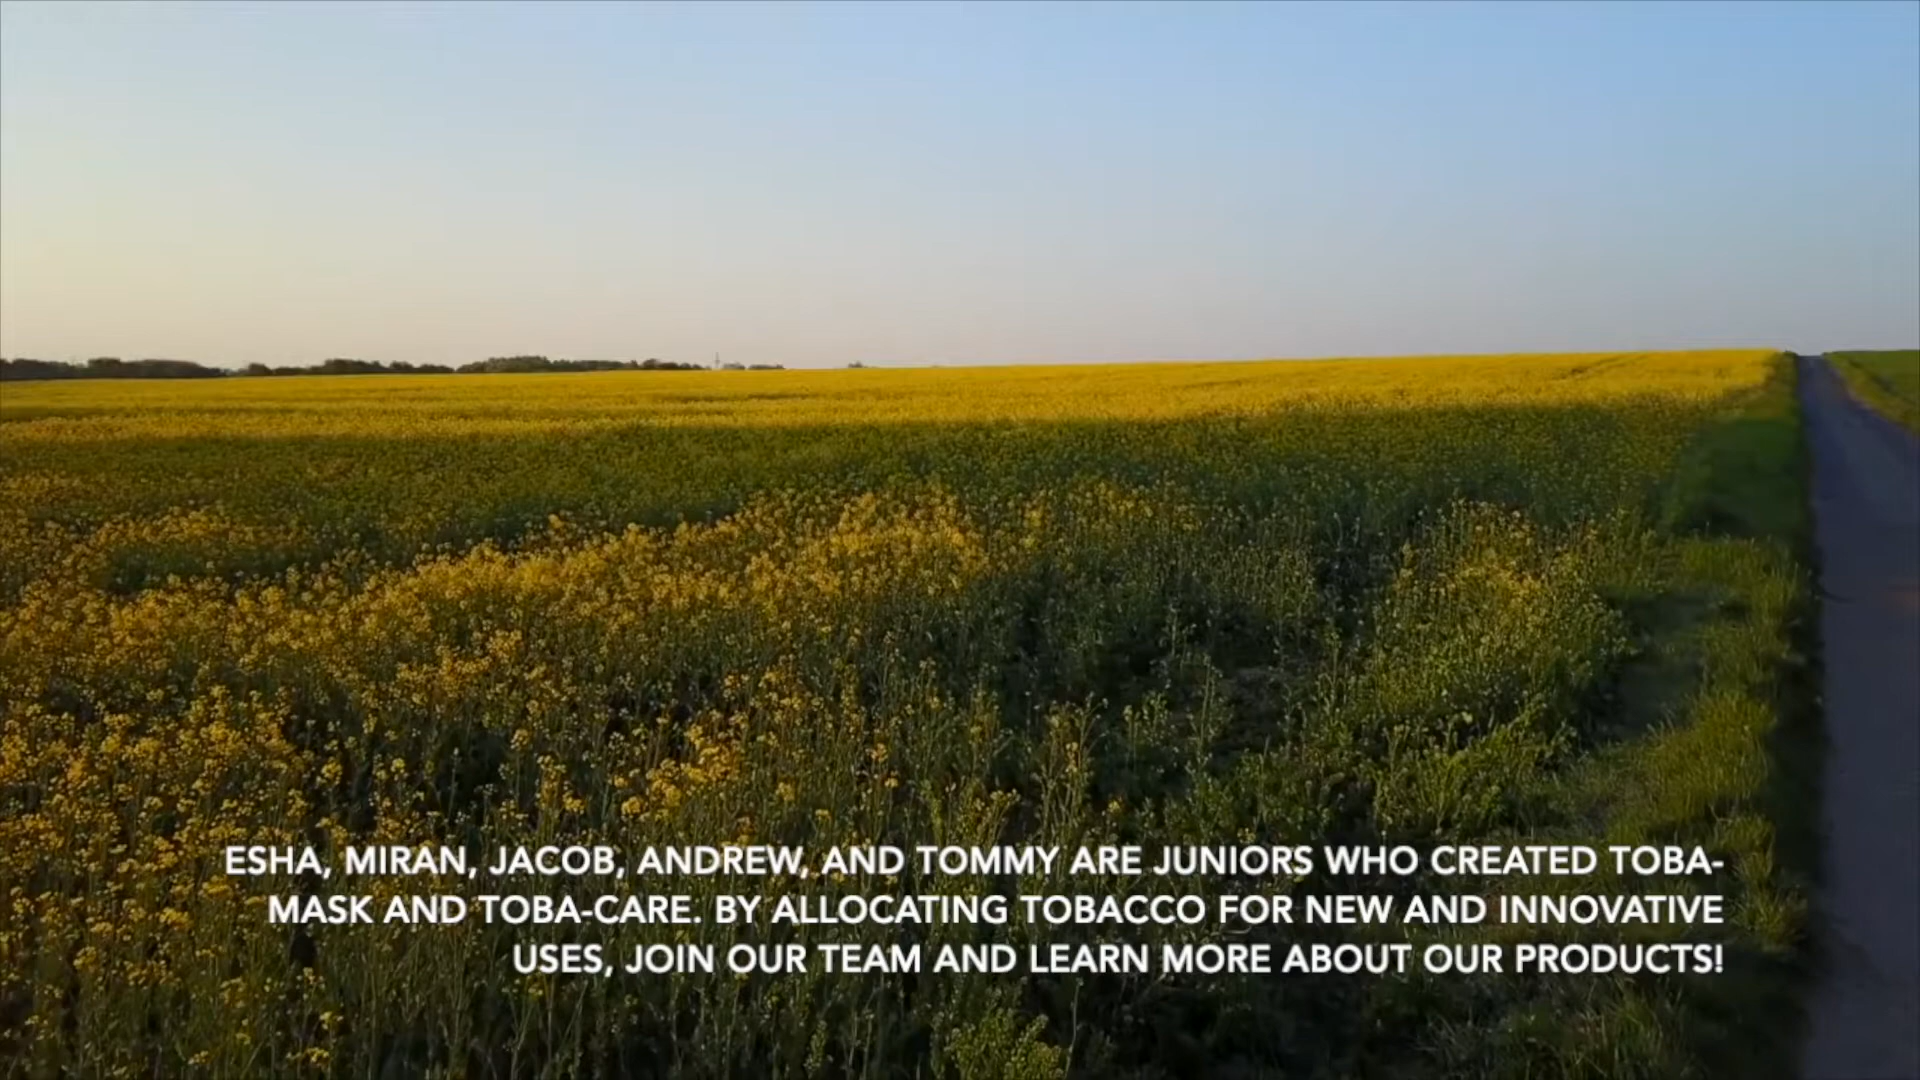 ESHA, MIRAN, JACOB, ANDREW, AND TOMMY ARE JUNIORS WHO CREATED TOBA-
MASK AND TOBA-CARE. BY ALLOCATING TOBACCO FOR NEW AND INNOVATIVE
USES, JOIN OUR TEAM AND LEARN MORE ABOUT OUR PRODUCTS!